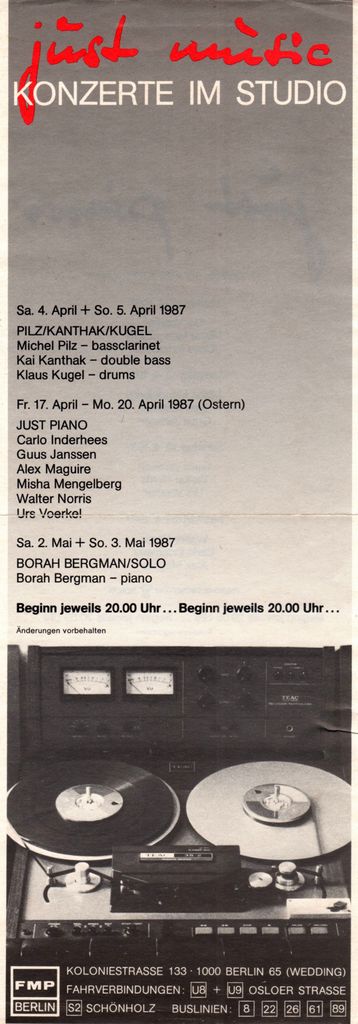 just music
KONZERTE IM STUDIO
Sa. 4. April + So. 5. April 1987
PILZ/KANTHAK/KUGEL
Michel Pilz – bassclarinet
Kai Kanthak – double bass
Klaus Kugel – drums
Fr. 17. April – Mo. 20. April 1987 (Ostern)
JUST PIANO
Carlo Inderhees
Guus Janssen
Alex Maguire
Misha Mengelberg
Walter Norris
Urs Voerkel
Sa. 2. Mai + So. 3. Mai 1987
BORAH BERGMAN/SOLO
Borah Bergman – piano
Beginn jeweils 20.00 Uhr... Beginn jeweils 20.00 Uhr...
Änderungen vorbehalten
VU VU
TEAC
TEAC
FMP
BERLIN
KOLONIESTRASSE 133 · 1000 BERLIN 65 (WEDDING)
FAHRVERBINDUNGEN: U8 + U9 OSLOER STRASSE
S2 SCHÖNHOLZ BUSLINIEN: 8 22 26 61 89